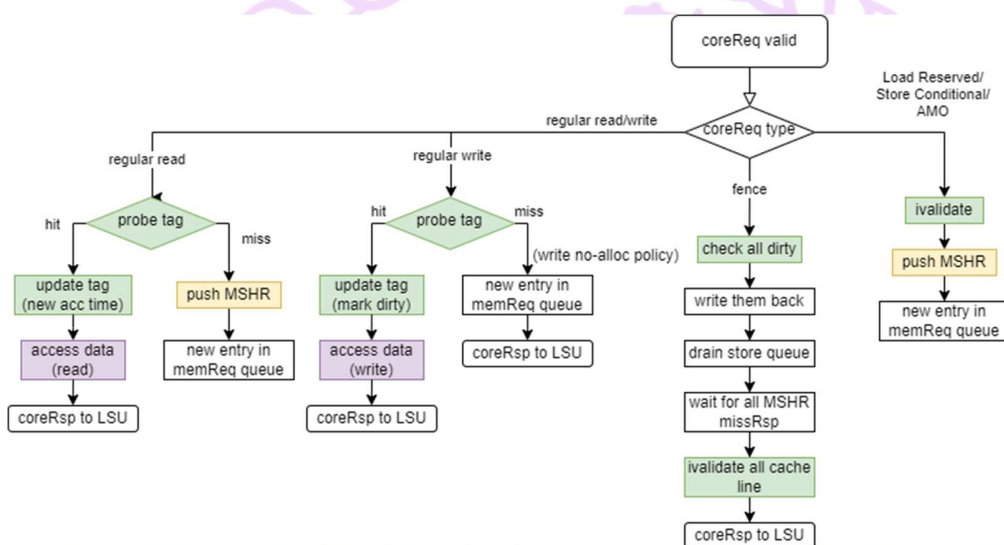 coreReq valid
Load Reserved/
Store Conditional/
AMO
coreReq type
regular read/write
regular read
regular write
fence
probe tag
hit
miss
probe tag
hit
miss
(write no-alloc policy)
update tag
(new acc time)
push MSHR
access data
(read)
new entry in
memReq queue
coreRsp to LSU
update tag
(mark dirty)
new entry in
memReq queue
access data
(write)
coreRsp to LSU
coreRsp to LSU
check all dirty
write them back
drain store queue
wait for all MSHR
missRsp
ivalidate all cache
line
coreRsp to LSU
ivalidate
push MSHR
new entry in
memReq queue